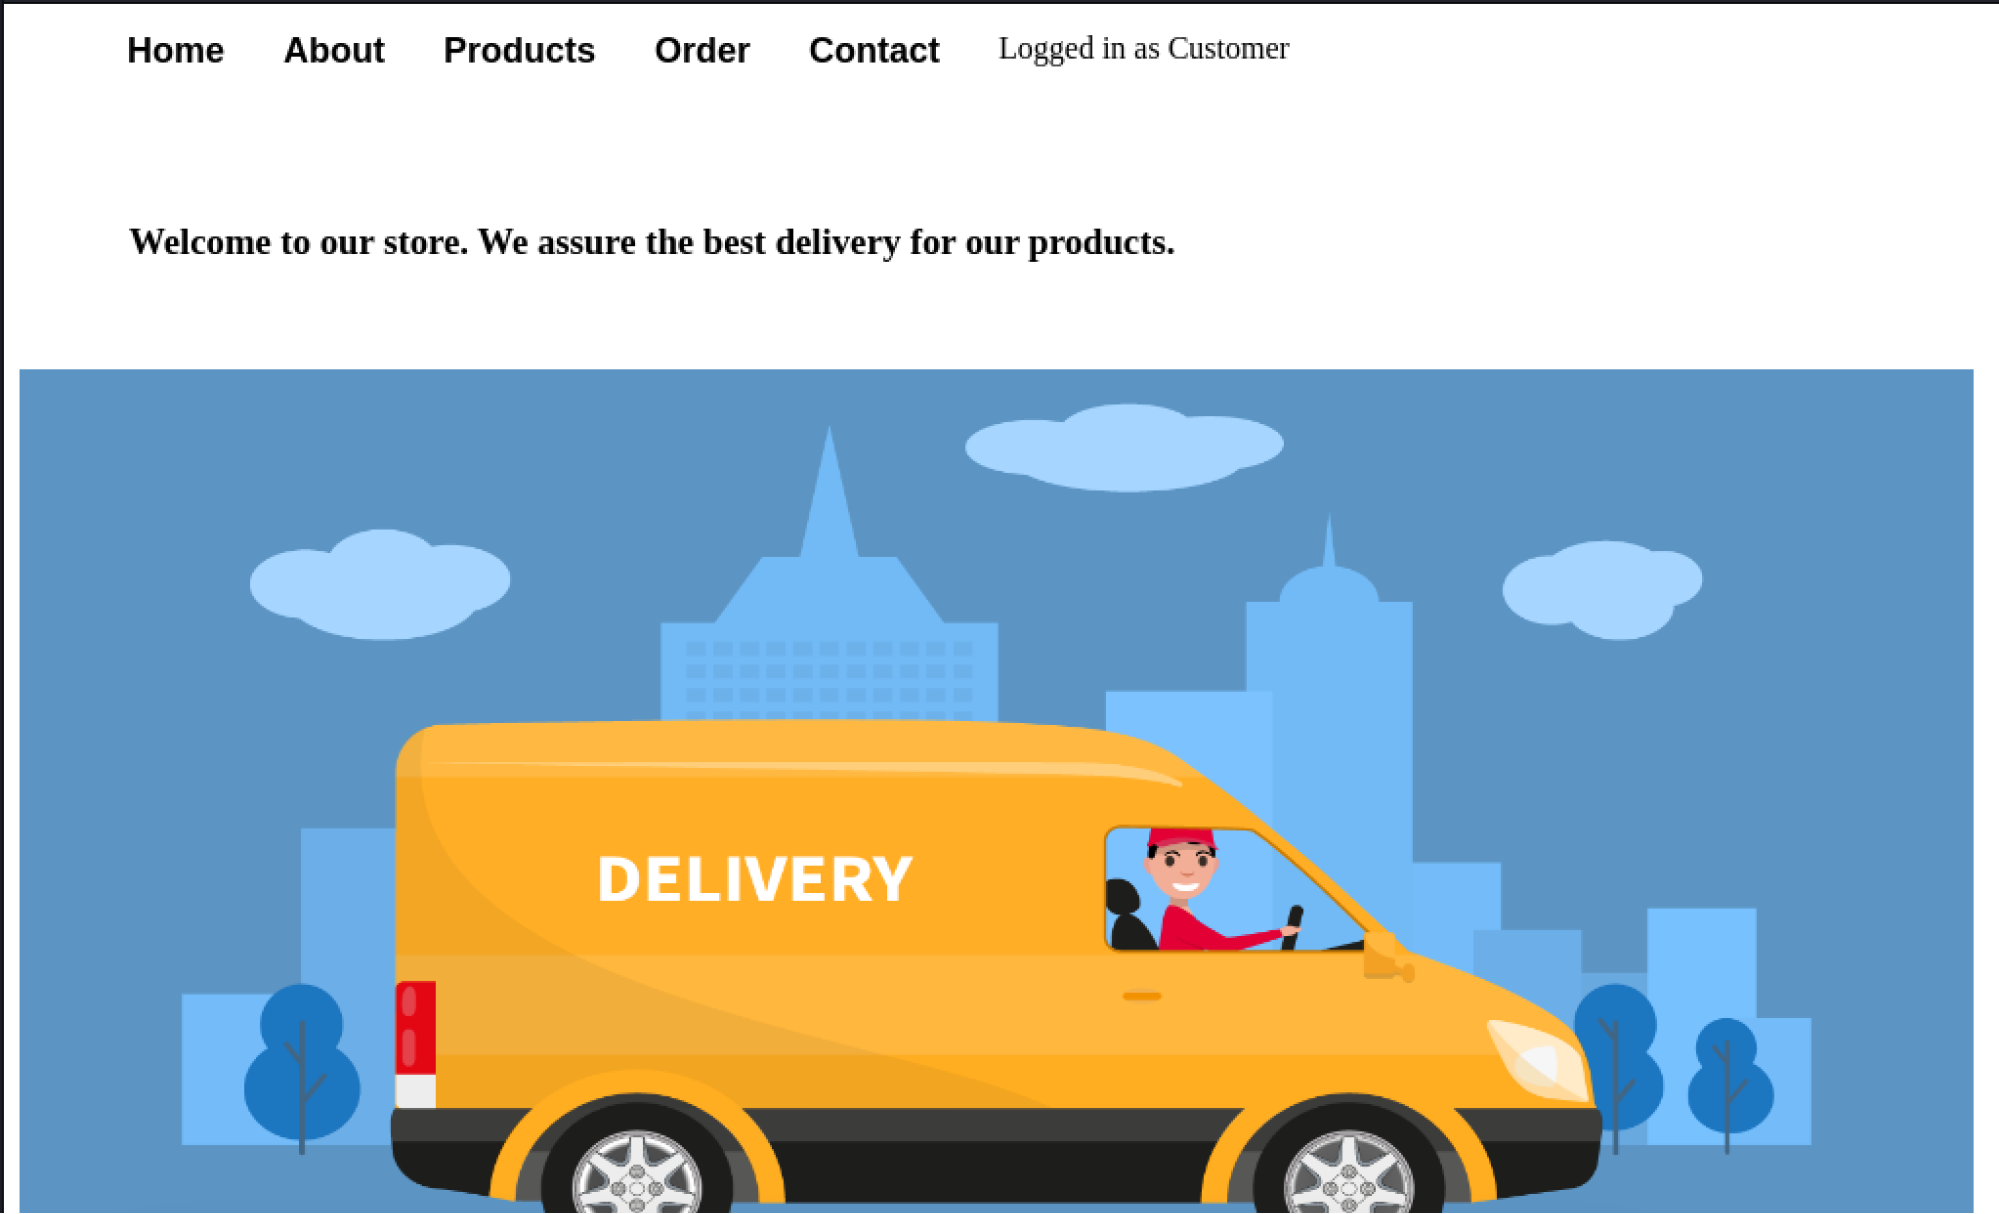 Home About Products Order Contact Logged in as Customer
Welcome to our store. We assure the best delivery for our products.
DELIVERY